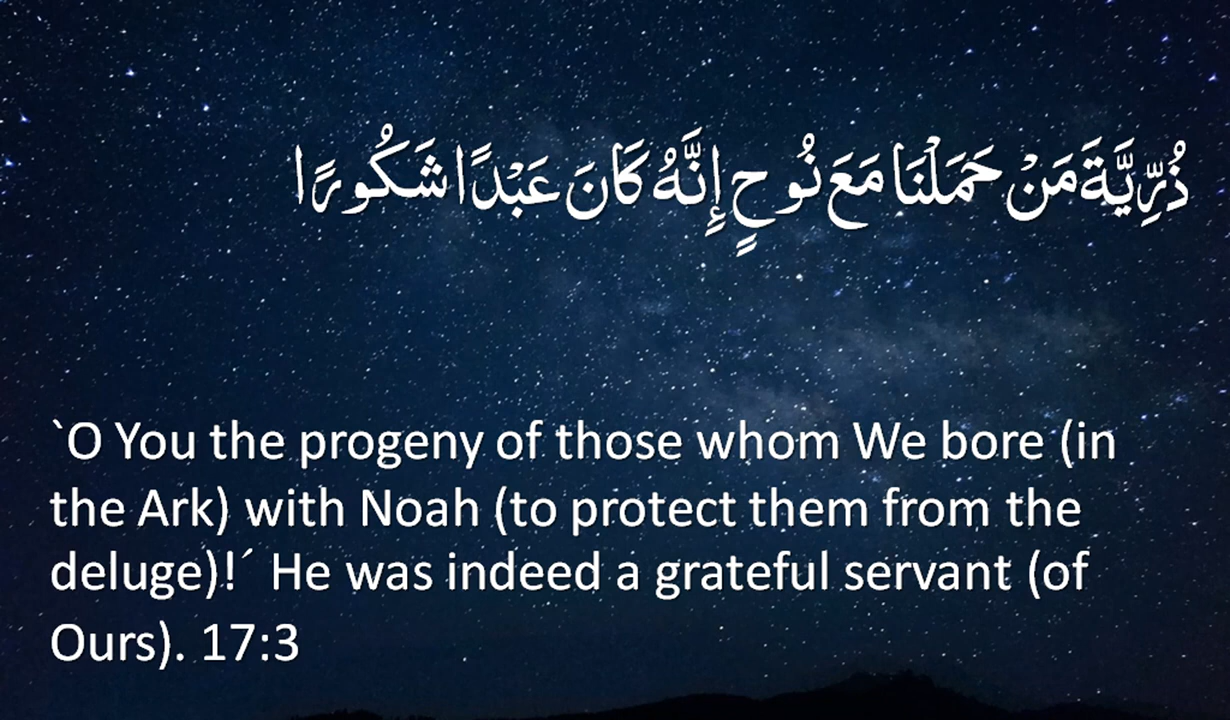 ذُرِّيَّةَ مَنْ حَمَلْنَا مَعَ نُوحٍ إِنَّهُ كَانَ عَبْدًا شَكُورًا
`O You the progeny of those whom We bore (in
the Ark) with Noah (to protect them from the
deluge)!´ He was indeed a grateful servant (of
Ours). 17:3